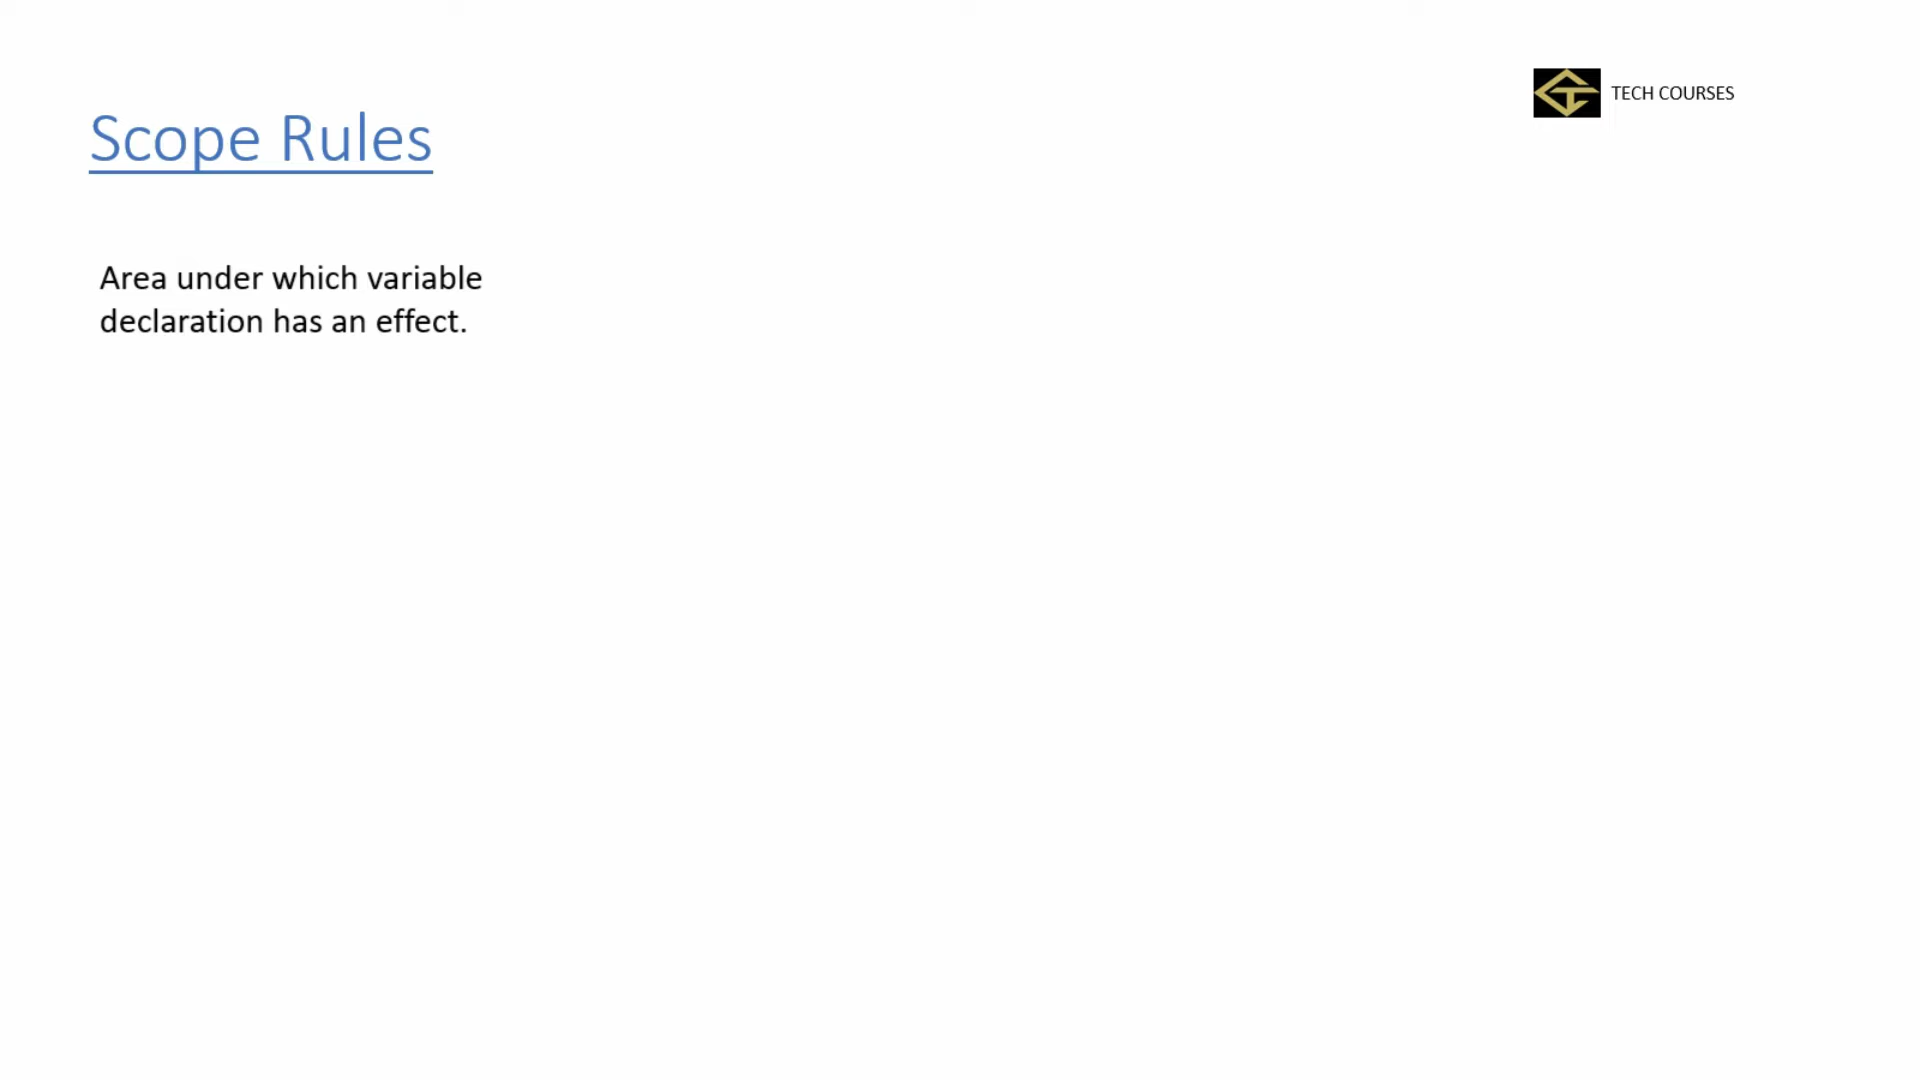 TECH COURSES
Scope Rules
Area under which variable
declaration has an effect.